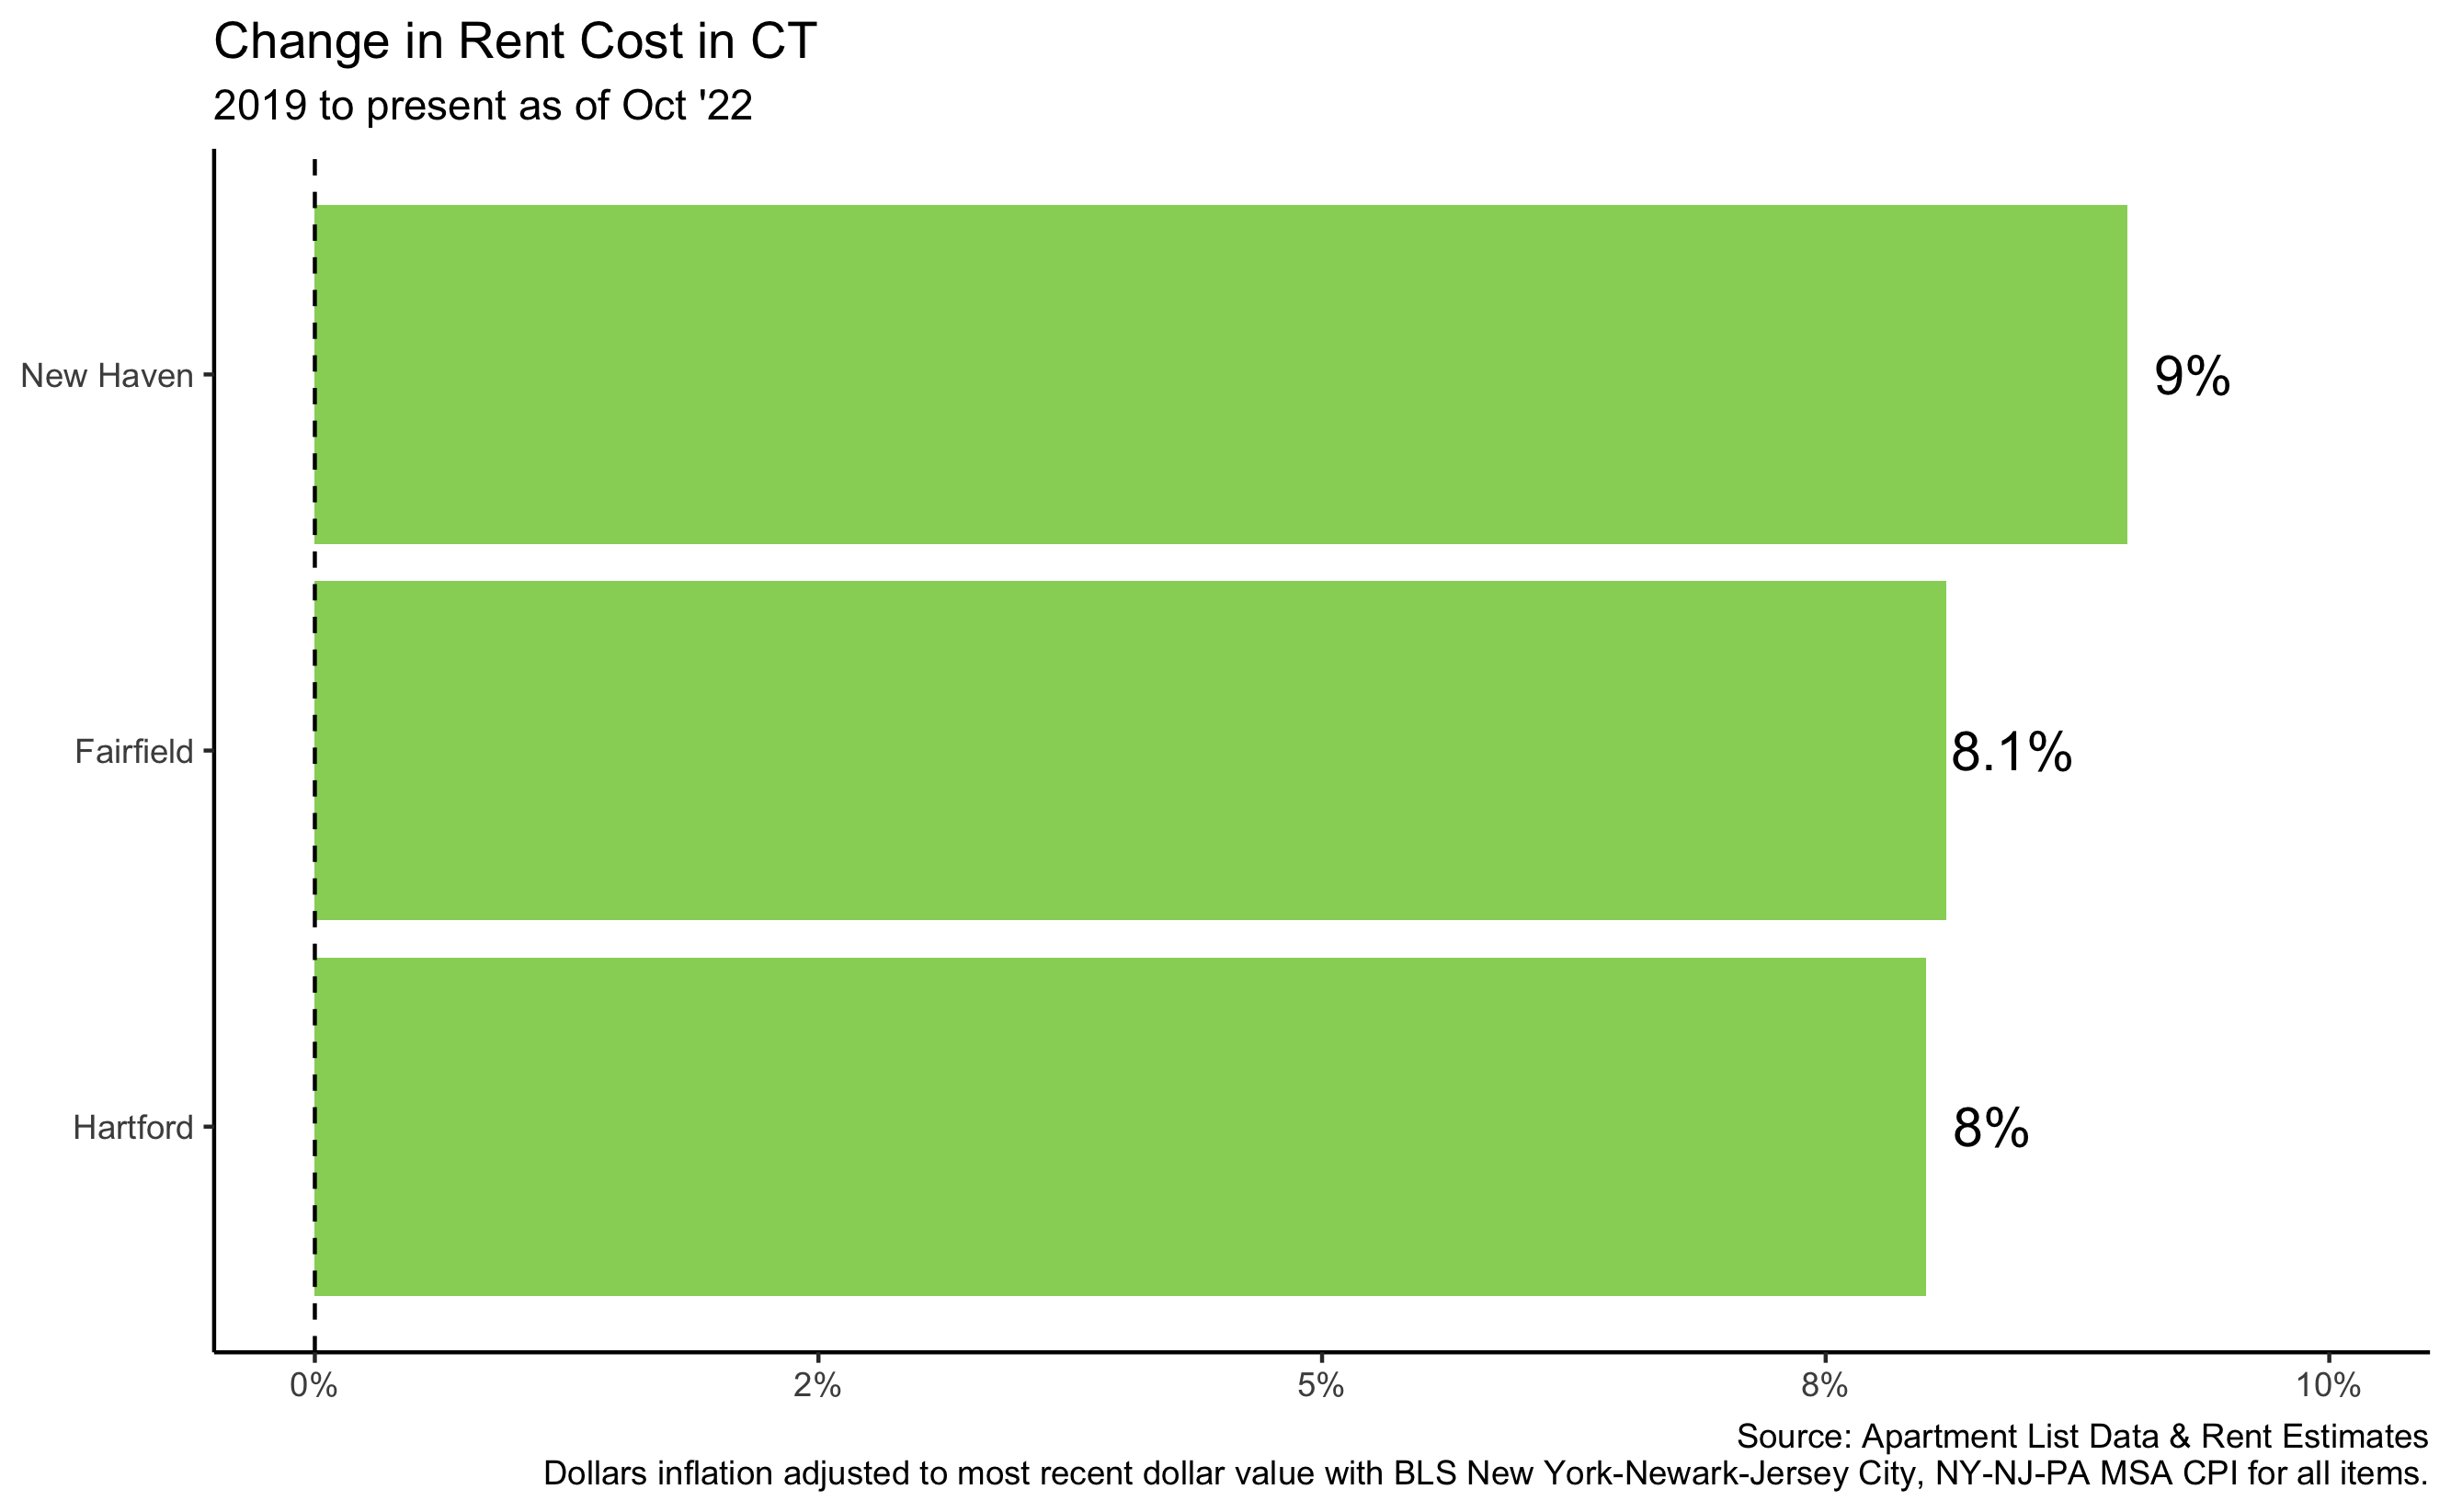 Change in Rent Cost in CT
2019 to present as of Oct '22
New Haven
9%
Fairfield
8.1%
Hartford
8%
0%
2%
5%
8%
10%
Source: Apartment List Data & Rent Estimates
Dollars inflation adjusted to most recent dollar value with BLS New York-Newark-Jersey City, NY-NJ-PA MSA CPI for all items.